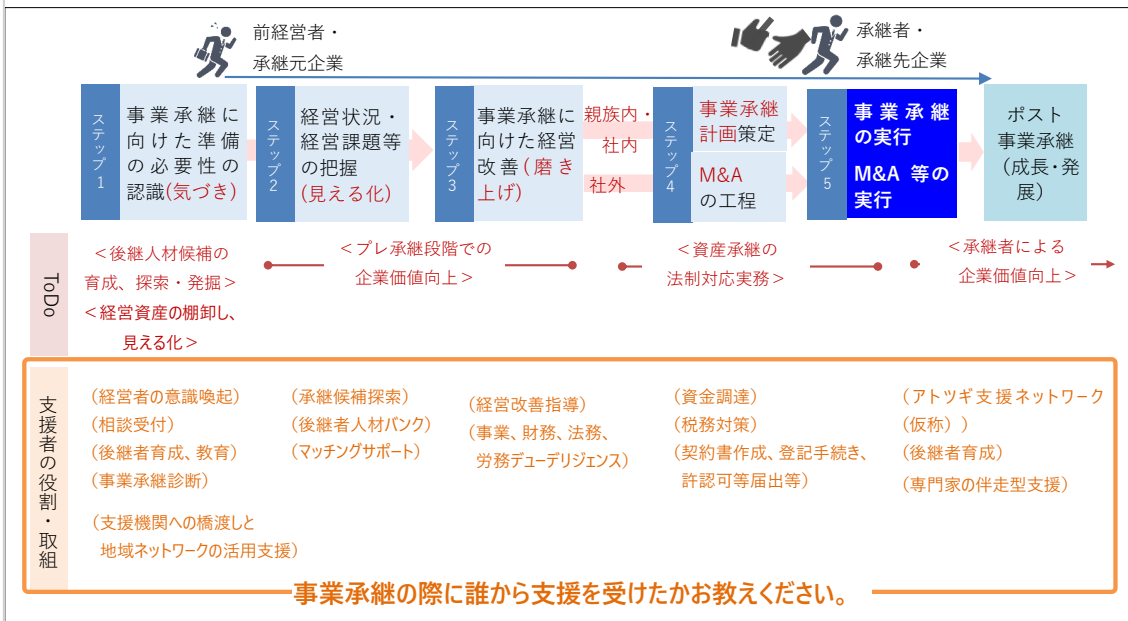 前経営者・
承継元企業
承継者・
承継先企業
ステップ1
事業承継に
向けた準備
の必要性の
認識(気づき)
ステップ2
経営状況・
経営課題等
の把握
(見える化)
ステップ3
事業承継に
向けた経営
改善(磨き
上げ)
親族内・
社内
社外
ステップ4
事業承継
計画策定
M&A
の工程
ステップ5
事業承継
の実行
M&A 等の
実行
ポスト
事業承継
(成長・発
展)
ToDo
<後継人材候補の
育成、探索・発掘>
<経営資産の棚卸し、
見える化>
<プレ承継段階での
企業価値向上>
<資産承継の
法制対応実務>
<承継者による
企業価値向上>
支援者の役割・取組
(経営者の意識喚起)
(相談受付)
(後継者育成、教育)
(事業承継診断)
(支援機関への橋渡しと
地域ネットワークの活用支援)
(承継候補探索)
(後継者人材バンク)
(マッチングサポート)
(経営改善指導)
(事業、財務、法務、
労務デューデリジェンス)
(資金調達)
(税務対策)
(契約書作成、登記手続き、
許認可等届出等)
(アトツギ支援ネットワーク
(仮称))
(後継者育成)
(専門家の伴走型支援)
事業承継の際に誰から支援を受けたかお教えください。